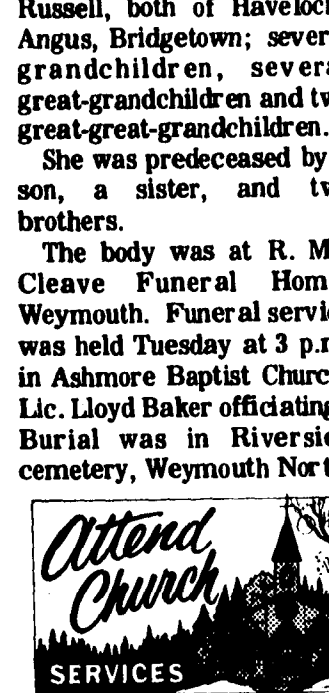 Russell, both of Haveloc
Angus, Bridgetown; sever
grandchildren, severa
great-grandchildren and tw
great-great-grandchildren.
She was predeceased by
son, a sister, and tw
brothers.
The body was at R. M
Cleave Funeral Hom
Weymouth. Funeral servi
was held Tuesday at 3 p.m
in Ashmore Baptist Churc
Lic. Lloyd Baker officiating
Burial was in Riversid
cemetery, Weymouth Nort
Attend
Church
SERVICES